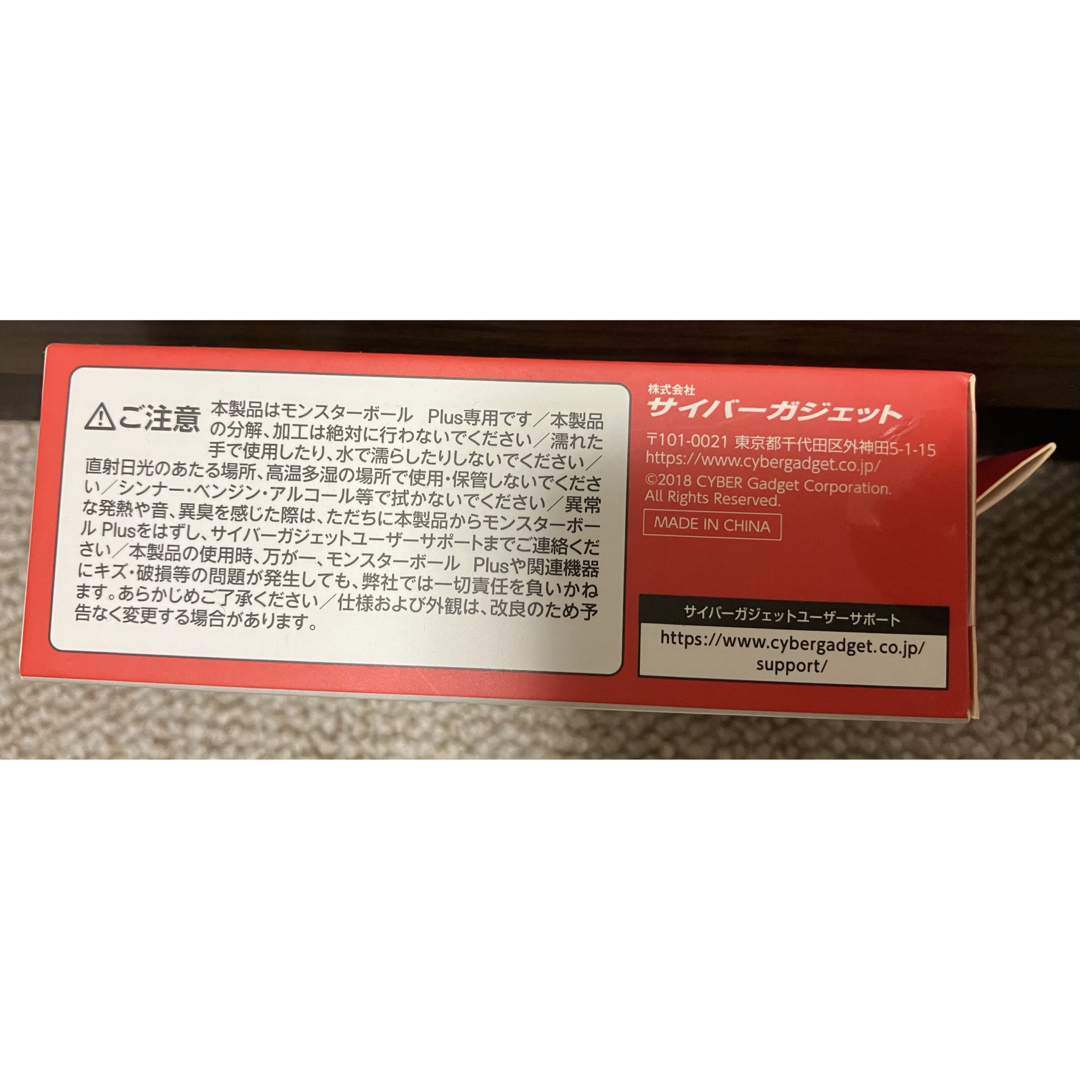 ⚠ご注意
本製品はモンスターボール Plus専用です／本製品
の分解、加工は絶対に行わないでください／濡れた
手で使用したり、水で濡らしたりしないでください／
直射日光のあたる場所、高温多湿の場所で使用・保管しないでくださ
い／シンナー・ベンジン・アルコール等で拭かないでください／異常
な発熱や音、異臭を感じた際は、ただちに本製品からモンスターボー
ル Plusをはずし、サイバーガジェットユーザーサポートまでご連絡くだ
さい／本製品の使用時、万が一、モンスターボール Plusや関連機器
にキズ・破損等の問題が発生しても、弊社では一切責任を負いかね
ます。あらかじめご了承ください／仕様および外観は、改良のため予
告なく変更する場合があります。
株式会社
サイバーガジェット
〒101-0021 東京都千代田区外神田5-1-15
https://www.cybergadget.co.jp/
©2018 CYBER Gadget Corporation.
All Rights Reserved.
MADE IN CHINA
サイバーガジェットユーザーサポート
https://www.cybergadget.co.jp/
support/